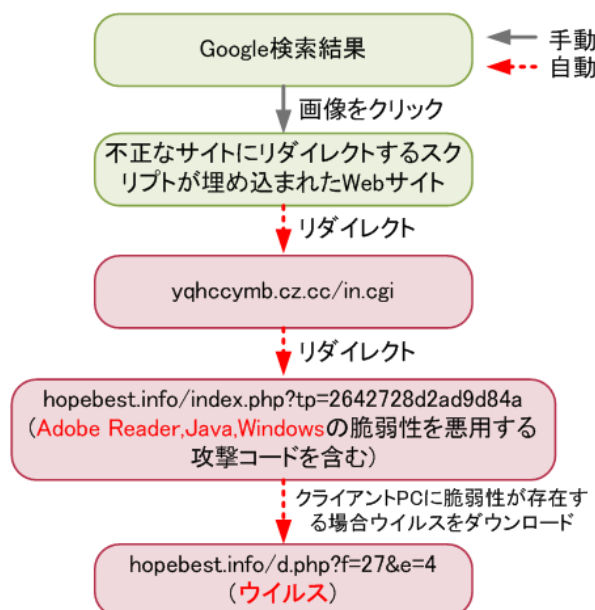 Google検索結果
手動
自動
画像をクリック
不正なサイトにリダイレクトするスク
リプトが埋め込まれたWebサイト
リダイレクト
yqhccymb.cz.cc/in.cgi
リダイレクト
hopebest.info/index.php?tp=2642728d2ad9d84a
(Adobe Reader,Java,Windowsの脆弱性を悪用する
攻撃コードを含む)
クライアントPCに脆弱性が存在す
る場合ウイルスをダウンロード
hopebest.info/d.php?f=27&e=4
(ウイルス)